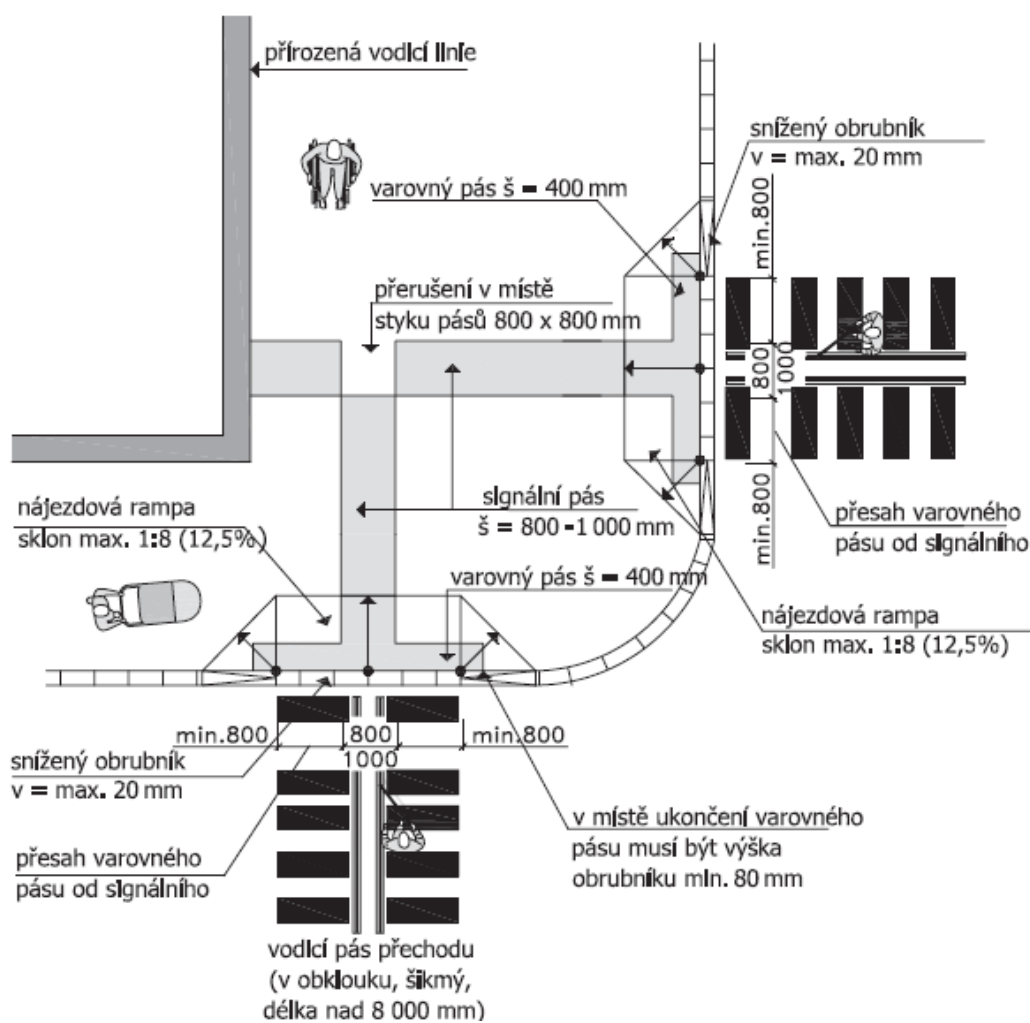 přírozená vodicí linie
snížený obrubník
v = max. 20 mm
varovný pás š = 400 mm
min.800
přerušení v místě
styku pásů 800 x 800 mm
800
1000
signální pás
š = 800 -1 000 mm
min.800
přesah varovného
pásu od signálního
nájezdová rampa
sklon max. 1:8 (12,5%)
varovný pás š = 400 mm
nájezdová rampa
sklon max. 1:8 (12,5%)
min.800
800
1000
min.800
snížený obrubník
v = max. 20 mm
v místě ukončení varovného
pásu musí být výška
obrubníku min. 80 mm
přesah varovného
pásu od signálního
vodicí pás přechodu
(v obklouku, šikmý,
délka nad 8 000 mm)